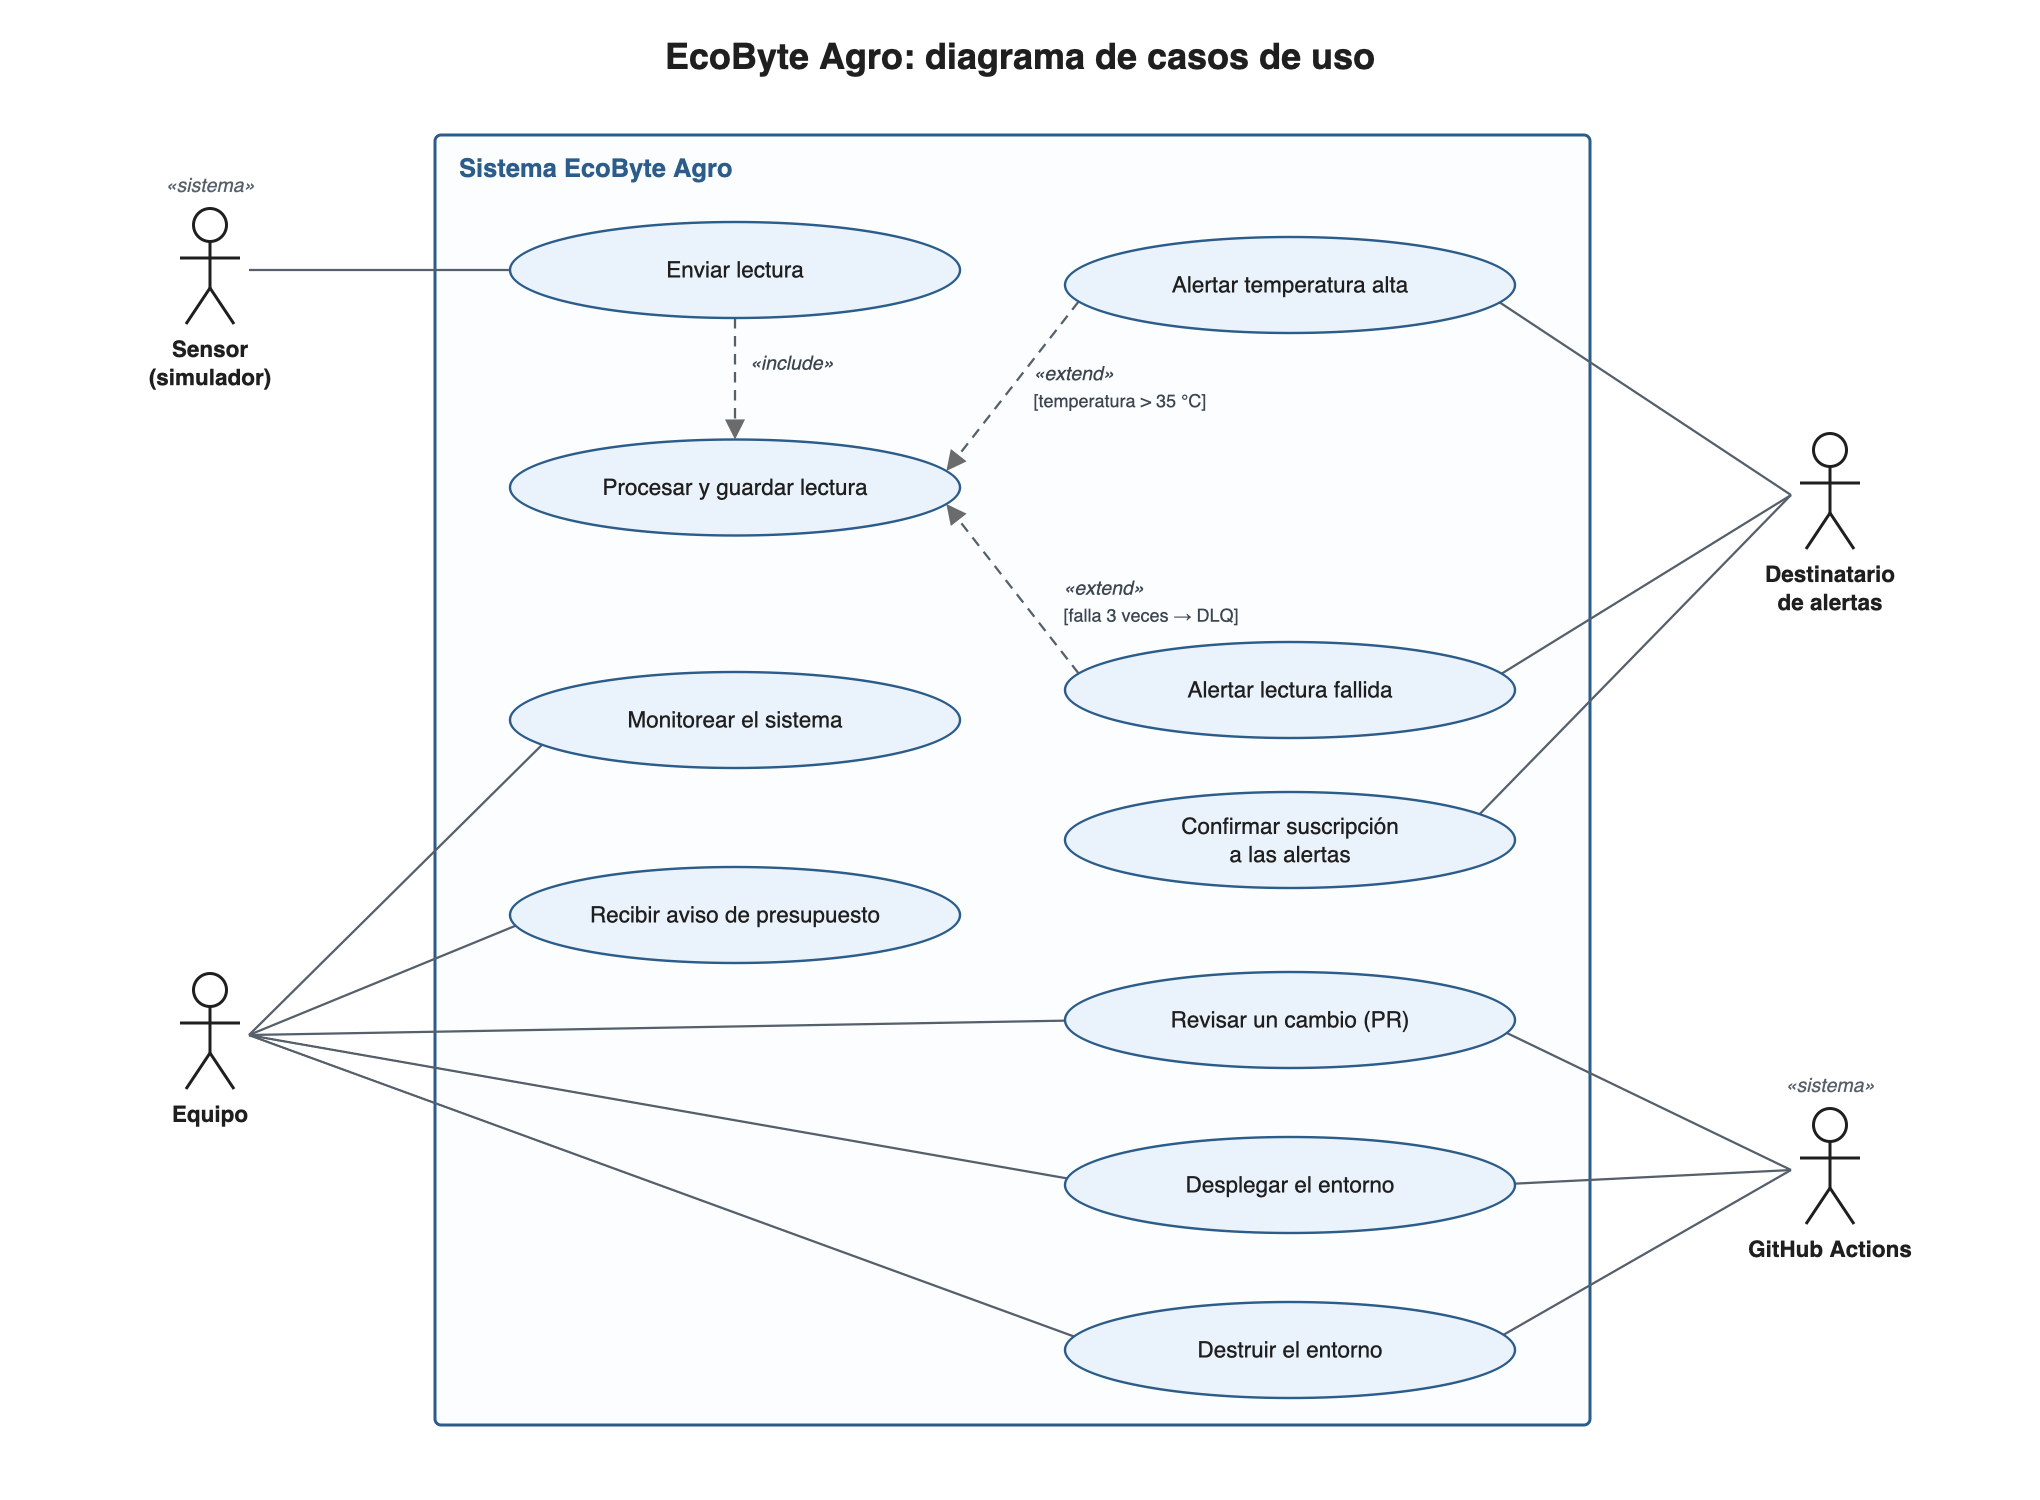 EcoByte Agro: diagrama de casos de uso
Sistema EcoByte Agro
«sistema»
Sensor
(simulador)
Enviar lectura
«include»
Procesar y guardar lectura
Alertar temperatura alta
«extend»
[temperatura > 35 °C]
«extend»
[falla 3 veces → DLQ]
Alertar lectura fallida
Destinatario
de alertas
Monitorear el sistema
Confirmar suscripción
a las alertas
Recibir aviso de presupuesto
Equipo
Revisar un cambio (PR)
Desplegar el entorno
Destruir el entorno
«sistema»
GitHub Actions